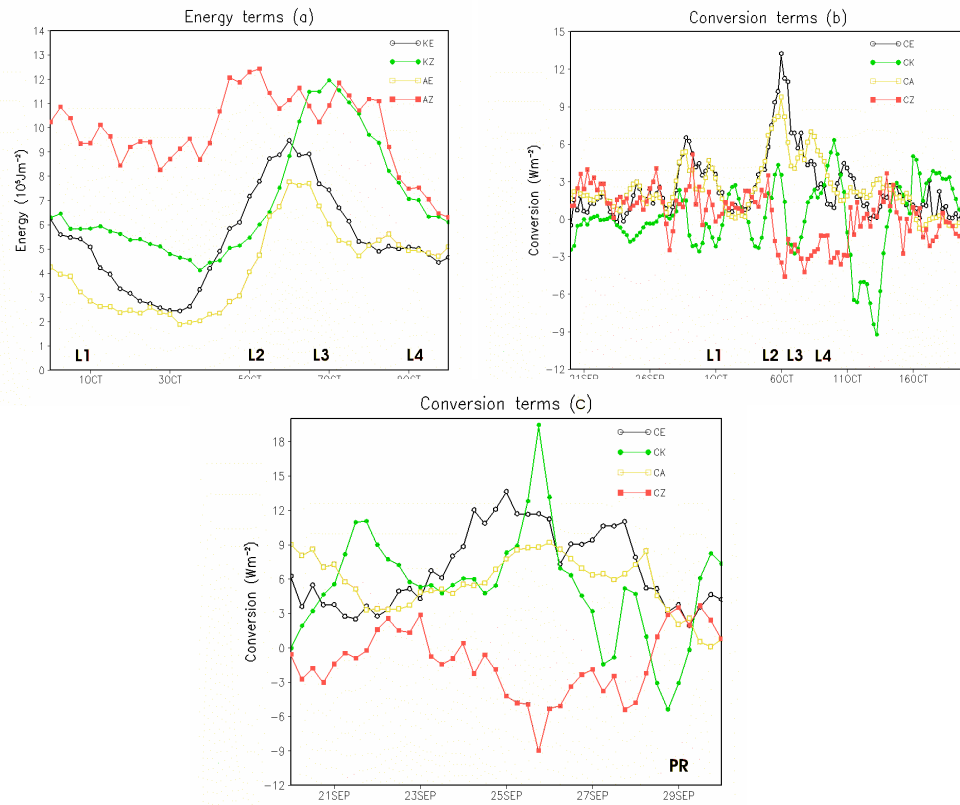 Energy terms (a)
Energy (10⁵Jm⁻²)
14
13
12
11
10
9
8
7
6
5
4
3
2
1
0
KE
KZ
AE
AZ
L1
L2
L3
L4
1OCT
3OCT
5OCT
7OCT
9OCT
Conversion terms (b)
Conversion (Wm⁻²)
15
12
9
6
3
0
-3
-6
-9
-12
CE
CK
CA
CZ
L1
L2
L3
L4
21SEP
26SEP
1OCT
6OCT
11OCT
16OCT
Conversion terms (c)
Conversion (Wm⁻²)
18
15
12
9
6
3
0
-3
-6
-9
-12
CE
CK
CA
CZ
PR
21SEP
23SEP
25SEP
27SEP
29SEP